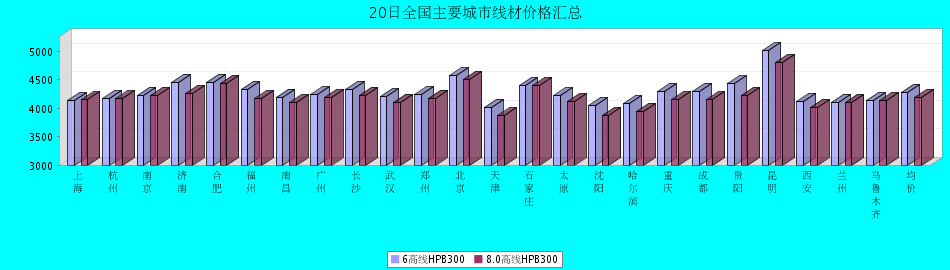 20日全国主要城市线材价格汇总
5000
4500
4000
3500
3000
上海 杭州 南京 济南 合肥 福州 南昌 广州 长沙 武汉 郑州 北京 天津 石家庄 太原 沈阳 哈尔滨 重庆 成都 贵阳 昆明 西安 兰州 乌鲁木齐 均价
6高线HPB300 8.0高线HPB300